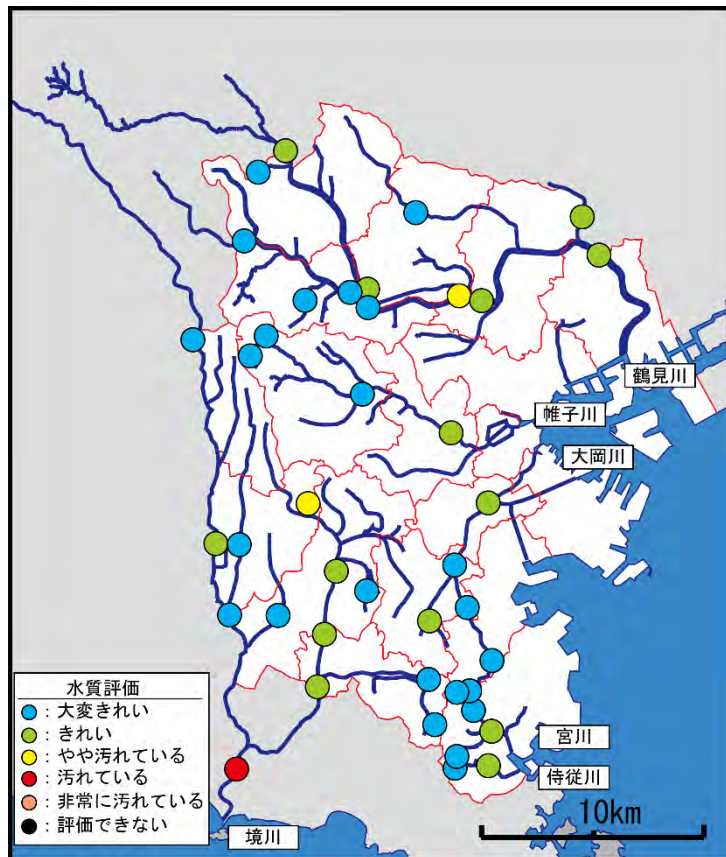 鶴見川
帷子川
大岡川
宮川
侍従川
境川
10km
水質評価
：大変きれい
：きれい
：やや汚れている
：汚れている
：非常に汚れている
：評価できない